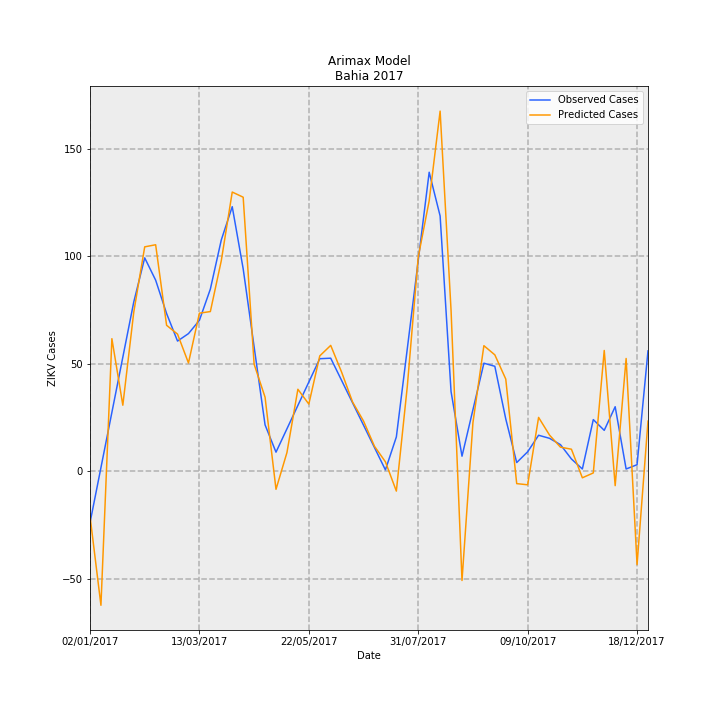 Arimax Model
Bahia 2017
Observed Cases
Predicted Cases
150
100
50
0
−50
ZIKV Cases
02/01/2017
13/03/2017
22/05/2017
31/07/2017
09/10/2017
18/12/2017
Date